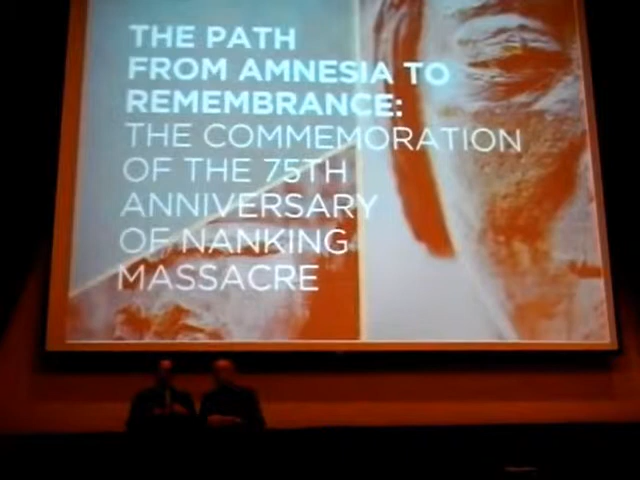 THE PATH
FROM AMNESIA TO
REMEMBRANCE:
THE COMMEMORATION
OF THE 75TH
ANNIVERSARY
OF NANKING
MASSACRE